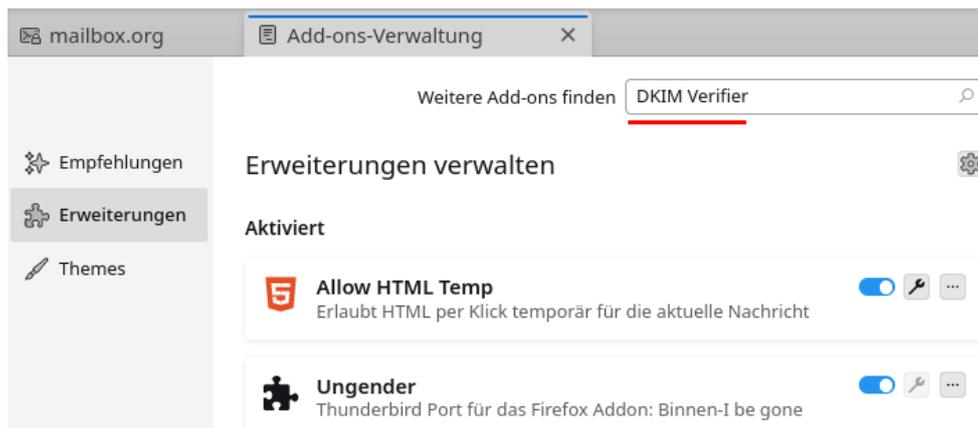 mailbox.org
Add-ons-Verwaltung
Weitere Add-ons finden DKIM Verifier
Empfehlungen
Erweiterungen verwalten
Erweiterungen
Aktiviert
Themes
Allow HTML Temp
Erlaubt HTML per Klick temporär für die aktuelle Nachricht
Ungender
Thunderbird Port für das Firefox Addon: Binnen-I be gone